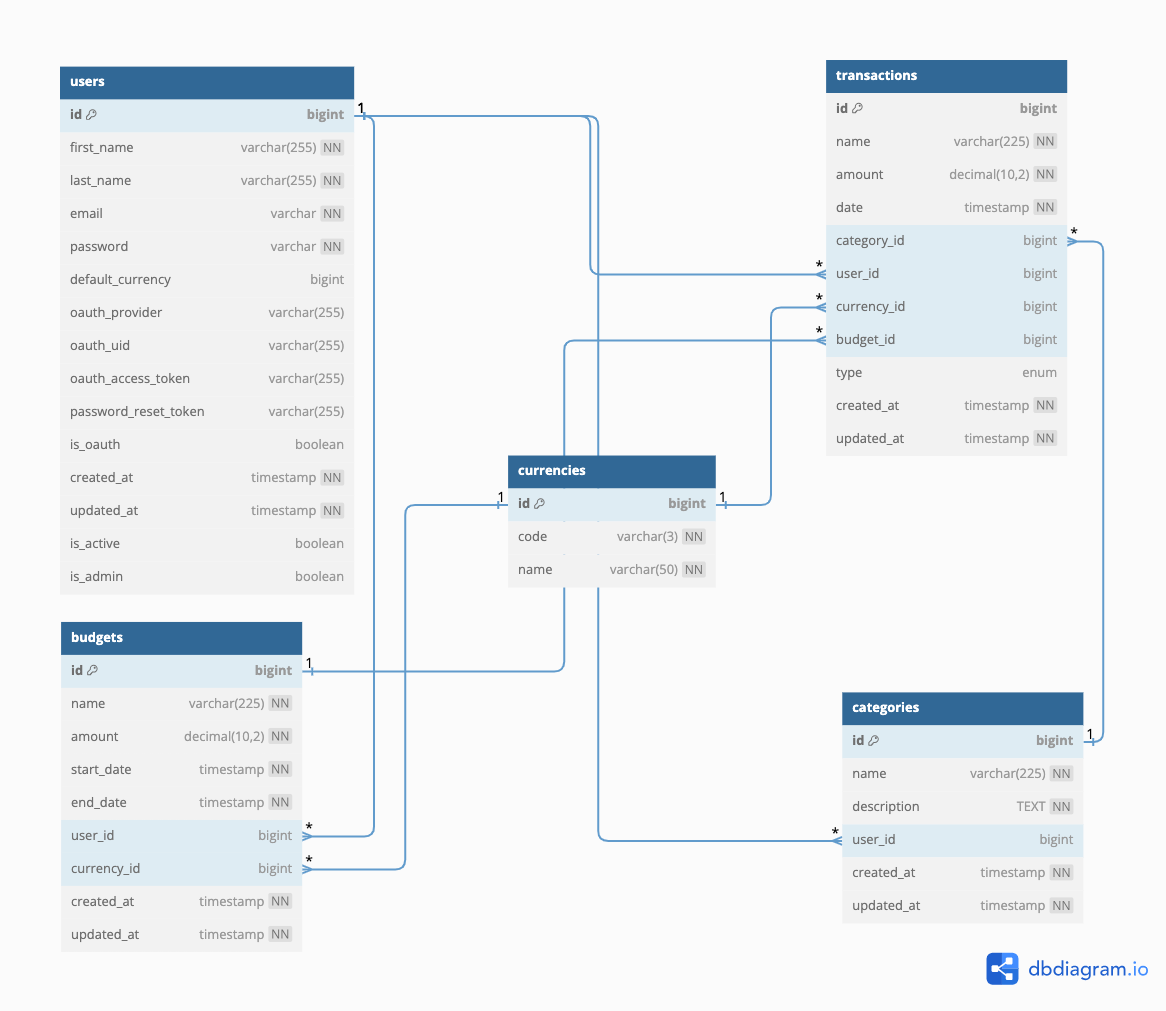 users
id bigint
first_name varchar(255) NN
last_name varchar(255) NN
email varchar NN
password varchar NN
default_currency bigint
oauth_provider varchar(255)
oauth_uid varchar(255)
oauth_access_token varchar(255)
password_reset_token varchar(255)
is_oauth boolean
created_at timestamp NN
updated_at timestamp NN
is_active boolean
is_admin boolean
1
transactions
id bigint
name varchar(225) NN
amount decimal(10,2) NN
date timestamp NN
category_id bigint
user_id bigint
currency_id bigint
budget_id bigint
type enum
created_at timestamp NN
updated_at timestamp NN
*
*
*
*
currencies
1 id bigint 1
code varchar(3) NN
name varchar(50) NN
budgets
id bigint 1
name varchar(225) NN
amount decimal(10,2) NN
start_date timestamp NN
end_date timestamp NN
user_id bigint *
currency_id bigint *
created_at timestamp NN
updated_at timestamp NN
categories
id bigint 1
name varchar(225) NN
description TEXT NN
* user_id bigint
created_at timestamp NN
updated_at timestamp NN
dbdiagram.io